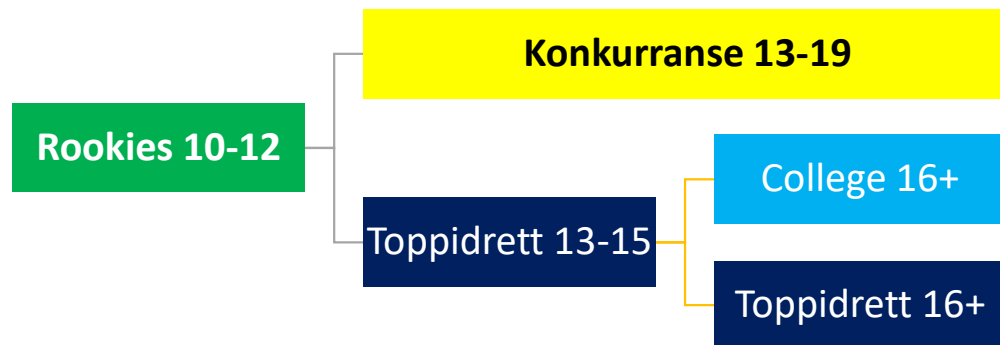 Konkurranse 13-19
Rookies 10-12
College 16+
Toppidrett 13-15
Toppidrett 16+